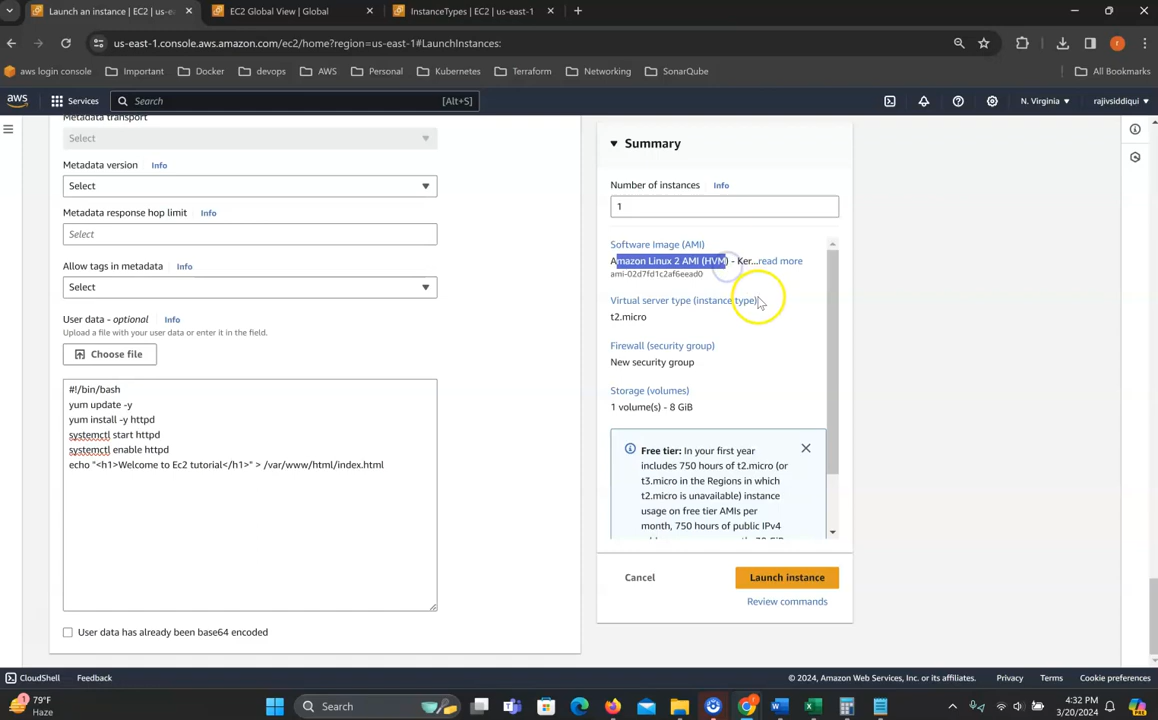 Launch an instance | EC2 | us-e
EC2 Global View | Global
InstanceTypes | EC2 | us-east-1
us-east-1.console.aws.amazon.com/ec2/home?region=us-east-1#LaunchInstances:
aws login console
Important
Docker
devops
AWS
Personal
Kubernetes
Terraform
Networking
SonarQube
All Bookmarks
aws
Services
Search
[Alt+S]
N. Virginia
rajivsiddiqui
Metadata transport
Select
Metadata version Info
Select
Metadata response hop limit Info
Select
Allow tags in metadata Info
Select
User data - optional Info
Upload a file with your user data or enter it in the field.
Choose file
#!/bin/bash
yum update -y
yum install -y httpd
systemctl start httpd
systemctl enable httpd
echo "<h1>Welcome to Ec2 tutorial</h1>" > /var/www/html/index.html
User data has already been base64 encoded
Summary
Number of instances Info
1
Software Image (AMI)
Amazon Linux 2 AMI (HVM) - Ker...read more
ami-02d7fd1c2af6eead0
Virtual server type (instance type)
t2.micro
Firewall (security group)
New security group
Storage (volumes)
1 volume(s) - 8 GiB
Free tier: In your first year
includes 750 hours of t2.micro (or
t3.micro in the Regions in which
t2.micro is unavailable) instance
usage on free tier AMIs per
month, 750 hours of public IPv4
Cancel
Launch instance
Review commands
CloudShell
Feedback
© 2024, Amazon Web Services, Inc. or its affiliates.
Privacy
Terms
Cookie preferences
1
79°F
Haze
Search
4:32 PM
3/20/2024